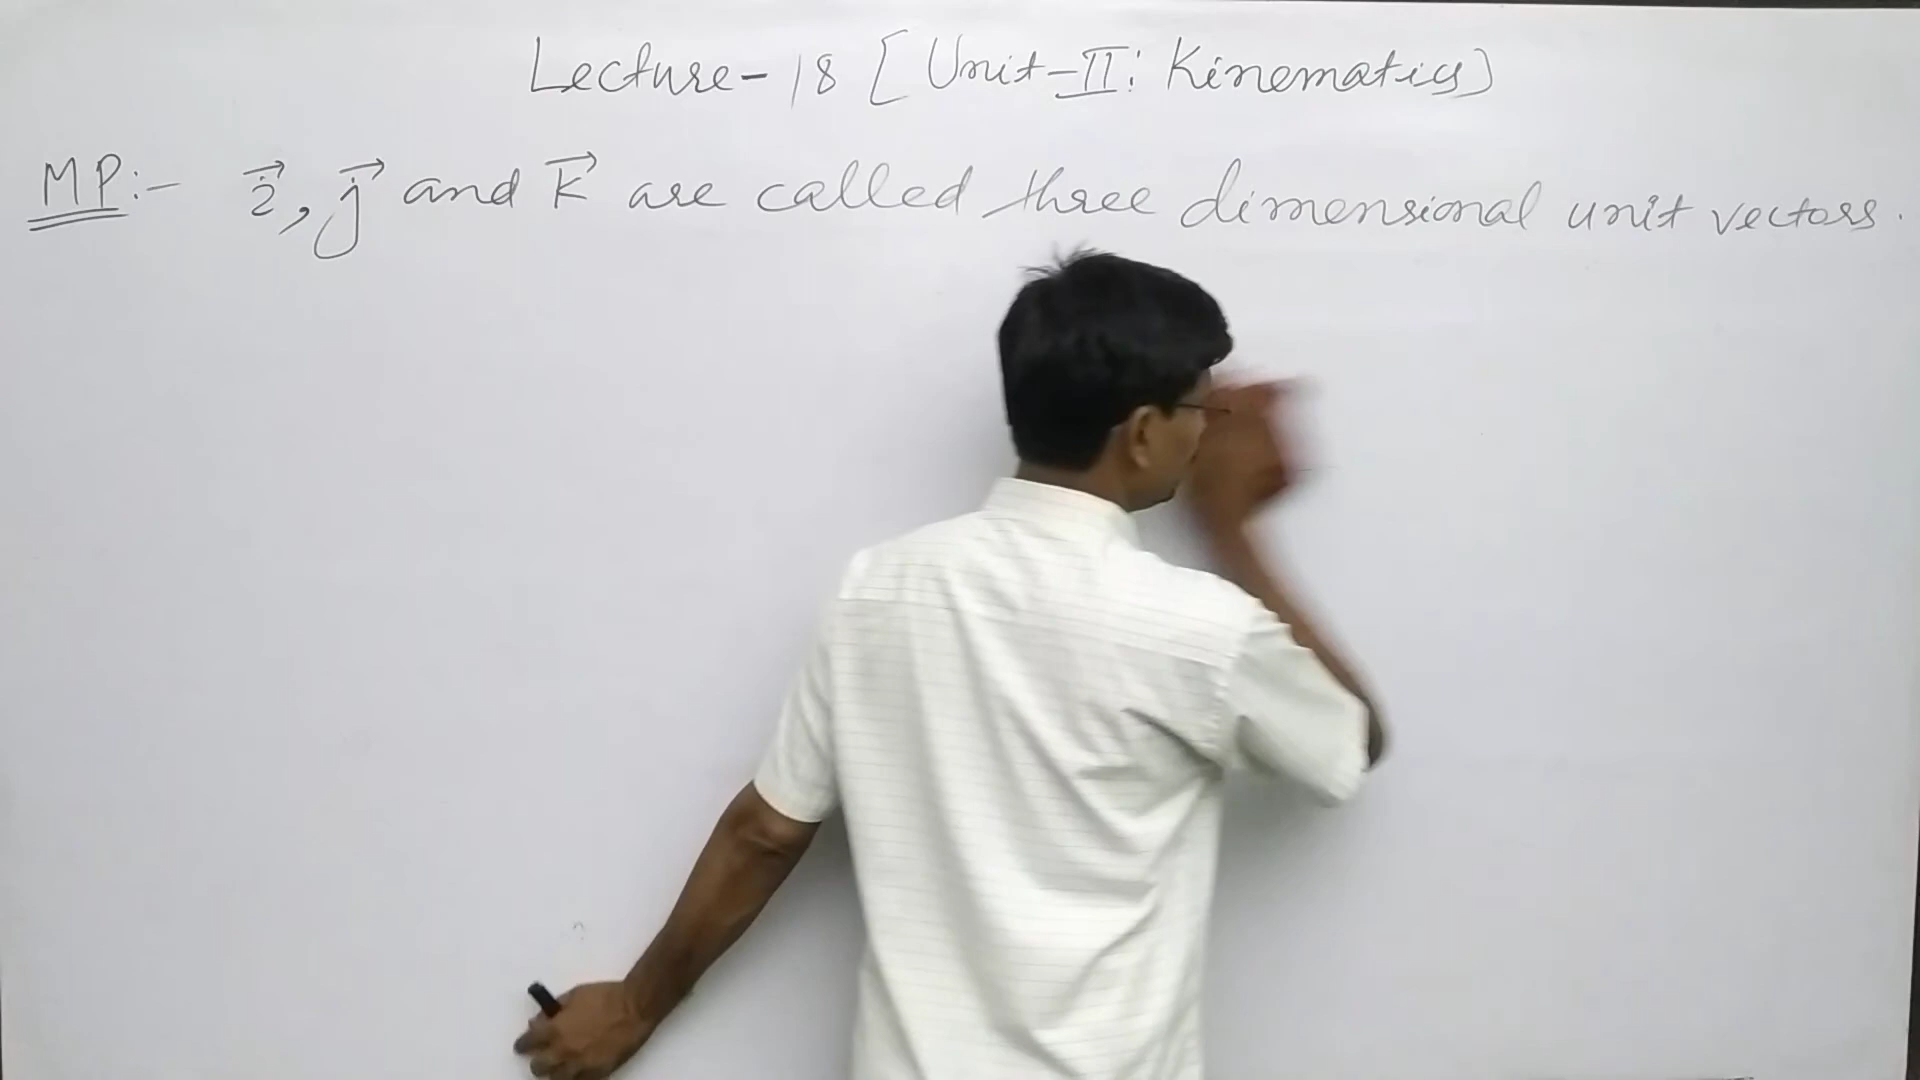 Lecture-18 [Unit-II: Kinematics]
MP:- i⃗, j⃗ and k⃗ are called three dimensional unit vectors.